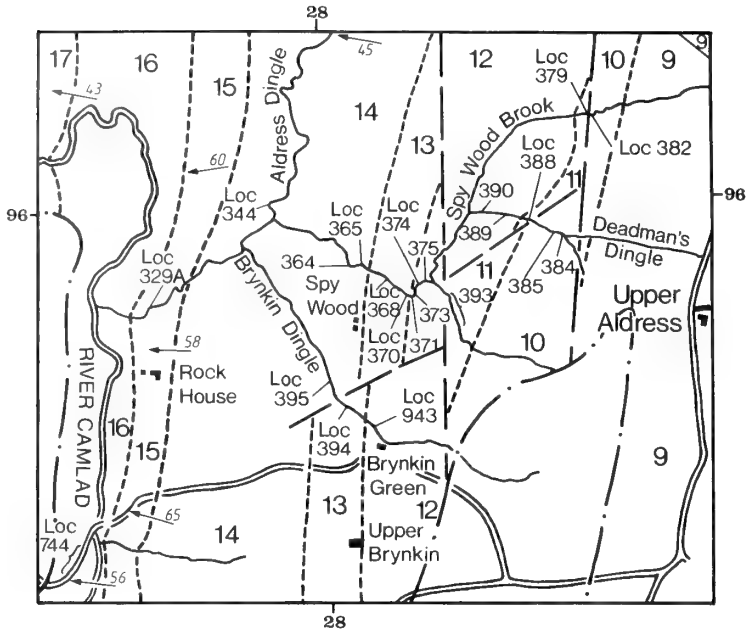 28
17
16
15
43
60
Aldress Dingle
45
14
13
12
Loc
379
10
9
9
Spy Wood Brook
Loc
388
Loc 382
11
96
96
Loc
344
Loc
365
Loc
374
375
390
389
Deadman's
Dingle
Loc
329A
364
Spy
Wood
Loc
368
Loc
370
371
373
393
11
385
384
Upper
Aldress
Brynkin Dingle
58
Rock
House
RIVER CAMLAD
16
15
Loc
395
Loc
394
Loc
943
10
9
Brynkin
Green
12
65
14
13
Upper
Brynkin
Loc
744
56
28